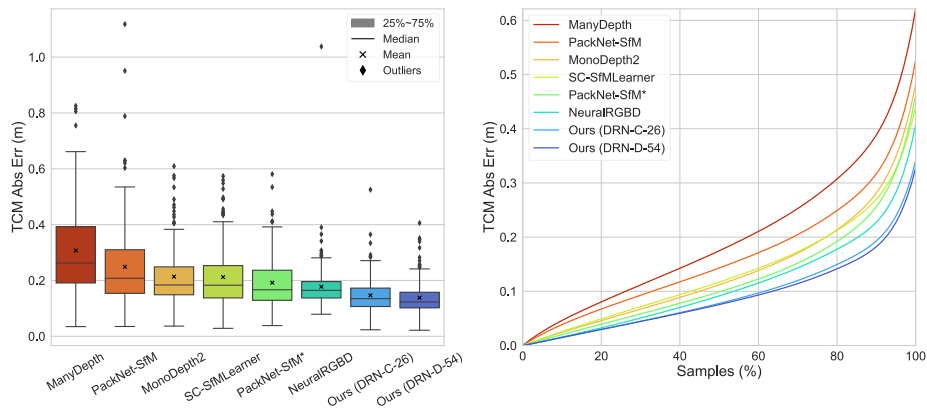 TCM Abs Err (m)
1.0
0.8
0.6
0.4
0.2
0.0
25%~75%
Median
Mean
Outliers
ManyDepth
PackNet-SfM
MonoDepth2
SC-SfMLearner
PackNet-SfM*
NeuralRGBD
Ours (DRN-C-26)
Ours (DRN-D-54)
TCM Abs Err (m)
0.6
0.5
0.4
0.3
0.2
0.1
0.0
ManyDepth
PackNet-SfM
MonoDepth2
SC-SfMLearner
PackNet-SfM*
NeuralRGBD
Ours (DRN-C-26)
Ours (DRN-D-54)
0
20
40
60
80
100
Samples (%)